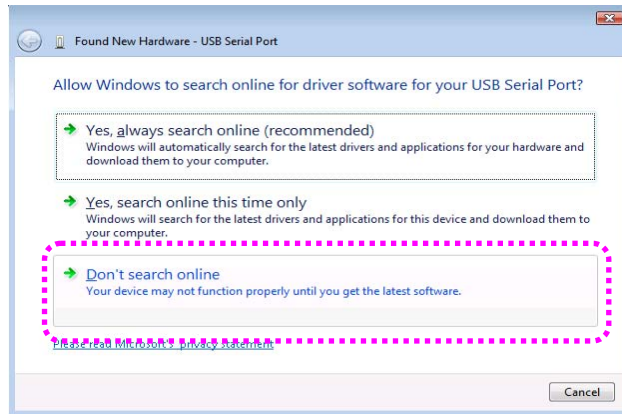 Found New Hardware - USB Serial Port
Allow Windows to search online for driver software for your USB Serial Port?
Yes, always search online (recommended)
Windows will automatically search for the latest drivers and applications for your hardware and
download them to your computer.
Yes, search online this time only
Windows will search for the latest drivers and applications for this device and download them to
your computer.
Don't search online
Your device may not function properly until you get the latest software.
Please read Microsoft's privacy statement
Cancel